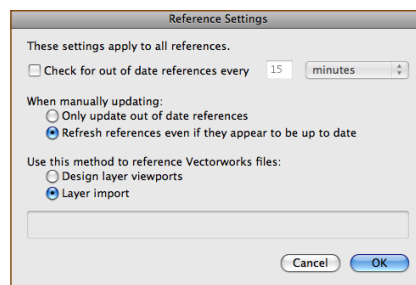 Reference Settings
These settings apply to all references.
Check for out of date references every 15 minutes
When manually updating:
Only update out of date references
Refresh references even if they appear to be up to date
Use this method to reference Vectorworks files:
Design layer viewports
Layer import
Cancel OK